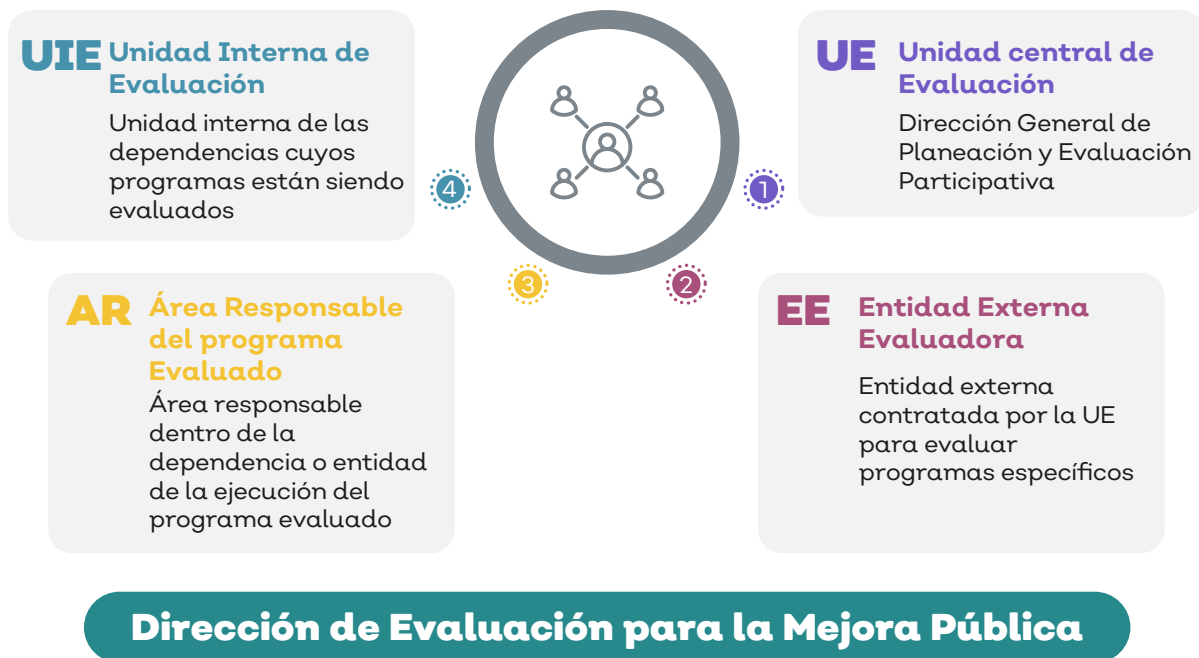 UIE Unidad Interna de
Evaluación
Unidad interna de las
dependencias cuyos
programas están siendo
evaluados
4
UE Unidad central de
Evaluación
Dirección General de
Planeación y Evaluación
Participativa
1
AR Área Responsable
del programa
Evaluado
Área responsable
dentro de la
dependencia o entidad
de la ejecución del
programa evaluado
3
2
EE Entidad Externa
Evaluadora
Entidad externa
contratada por la UE
para evaluar
programas específicos
Dirección de Evaluación para la Mejora Pública